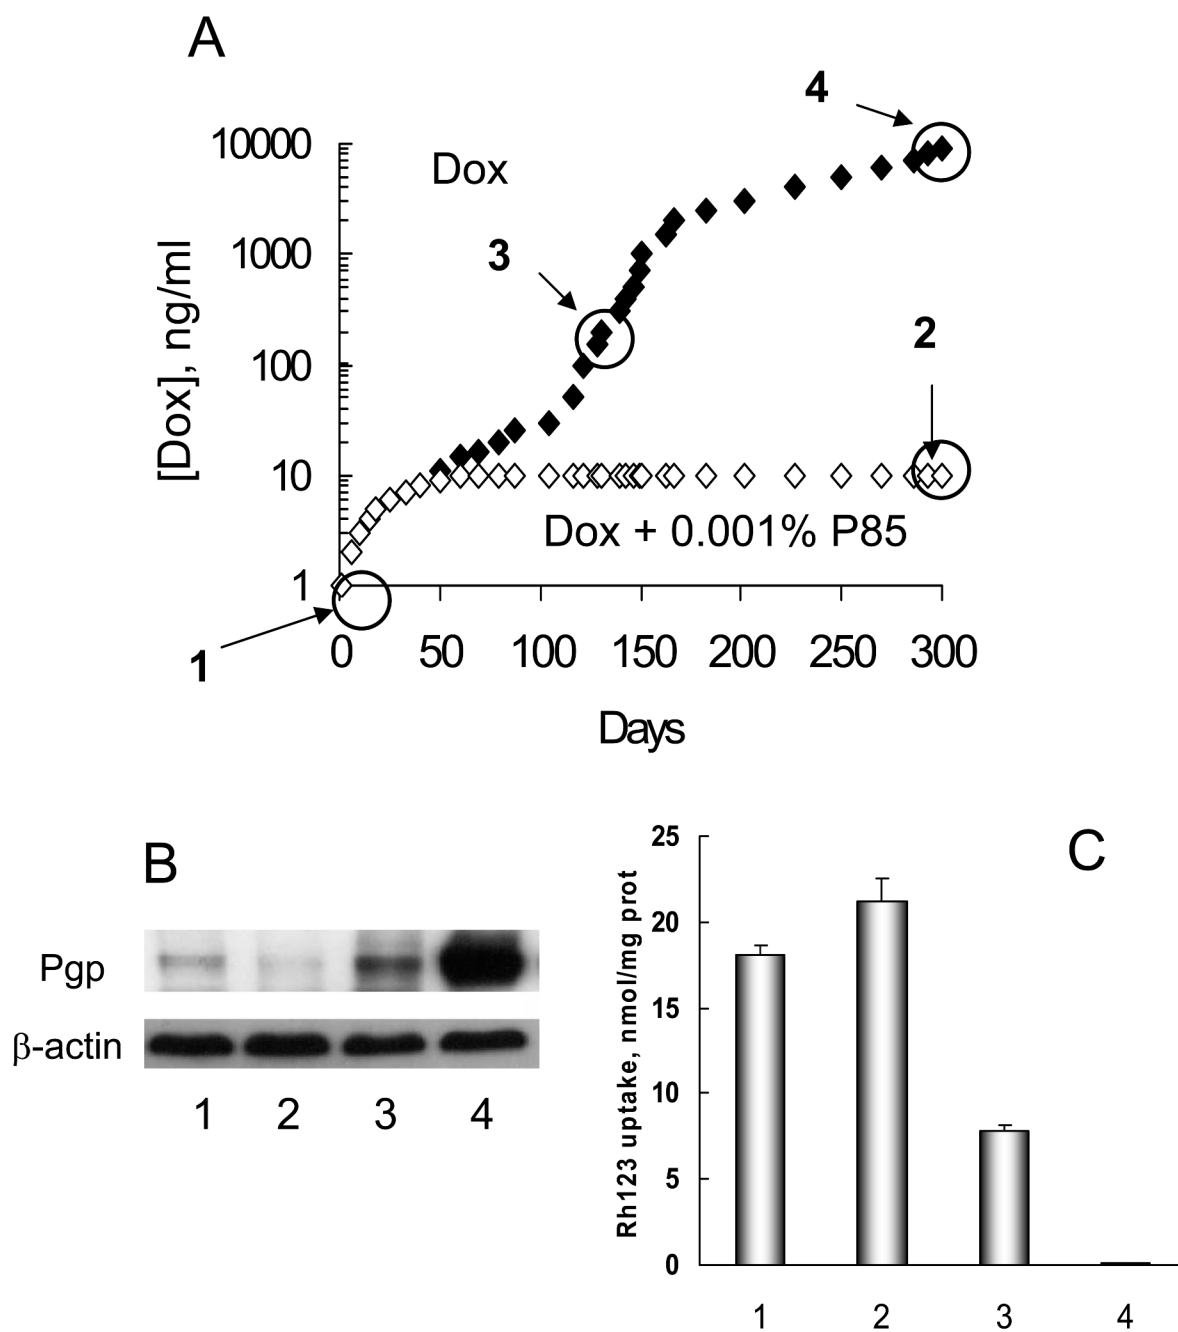 A
4
10000
Dox
3
1000
2
[Dox], ng/ml
100
10
Dox + 0.001% P85
1
1
0 50 100 150 200 250 300
Days
B
Pgp
β-actin
1 2 3 4
C
25
20
15
10
5
0
Rh123 uptake, nmol/mg prot
1 2 3 4